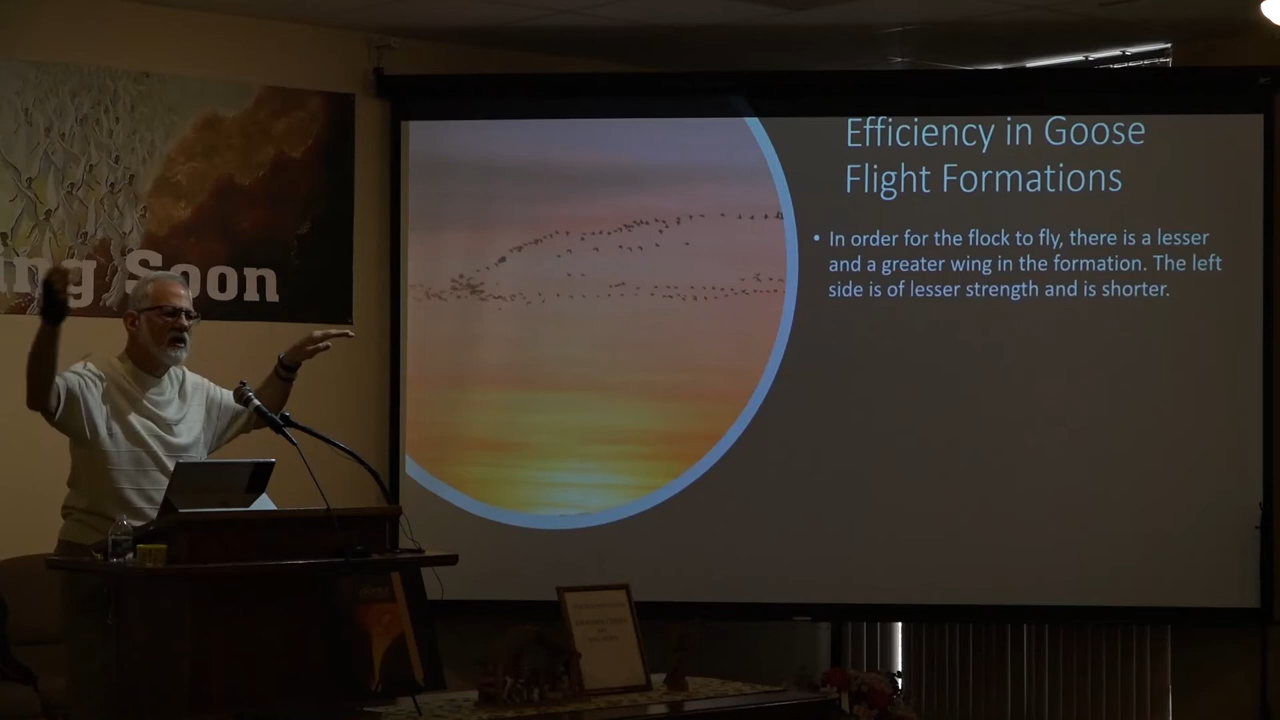 ng Soon
Efficiency in Goose
Flight Formations
• In order for the flock to fly, there is a lesser
and a greater wing in the formation. The left
side is of lesser strength and is shorter.